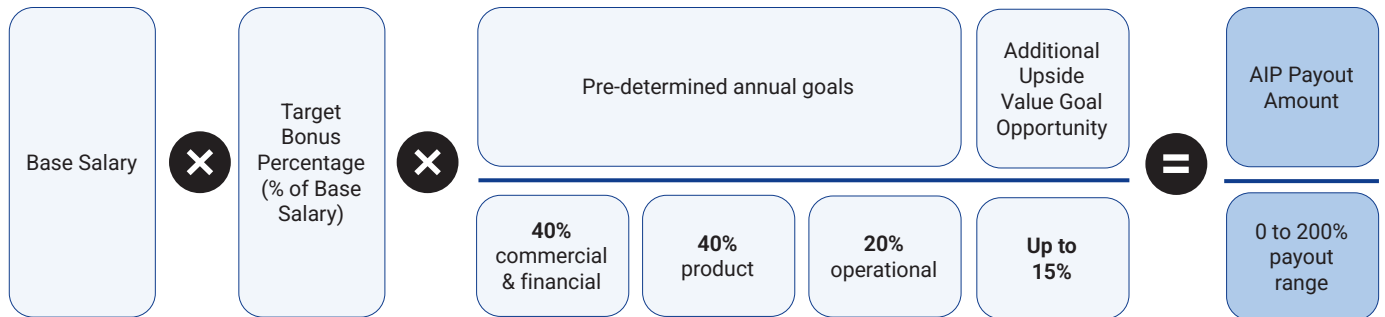 Base Salary
Target
Bonus
Percentage
(% of Base
Salary)
Pre-determined annual goals
40%
commercial
& financial
40%
product
20%
operational
Additional
Upside
Value Goal
Opportunity
Up to
15%
=
AIP Payout
Amount
0 to 200%
payout
range